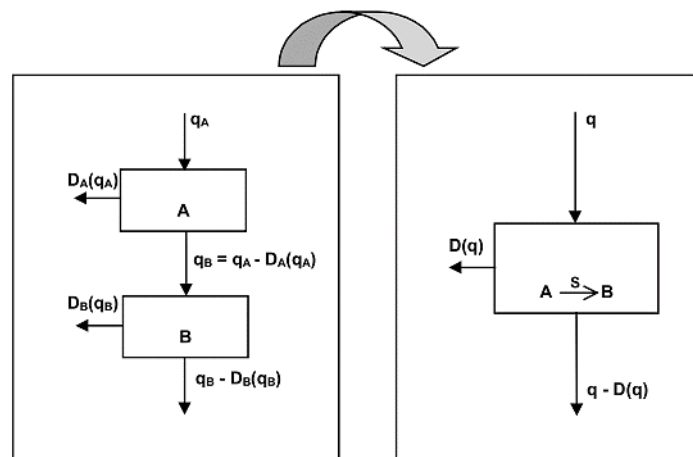 qA
DA(qA)
A
qB = qA - DA(qA)
DB(qB)
B
qB - DB(qB)
q
D(q)
A S B
q - D(q)